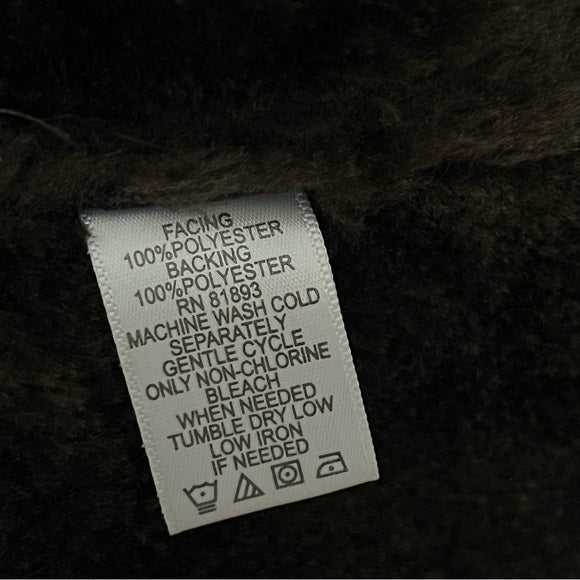 FACING
100%POLYESTER
BACKING
100%POLYESTER
RN 81893
MACHINE WASH COLD
SEPARATELY
GENTLE CYCLE
ONLY NON-CHLORINE
BLEACH
WHEN NEEDED
TUMBLE DRY LOW
LOW IRON
IF NEEDED